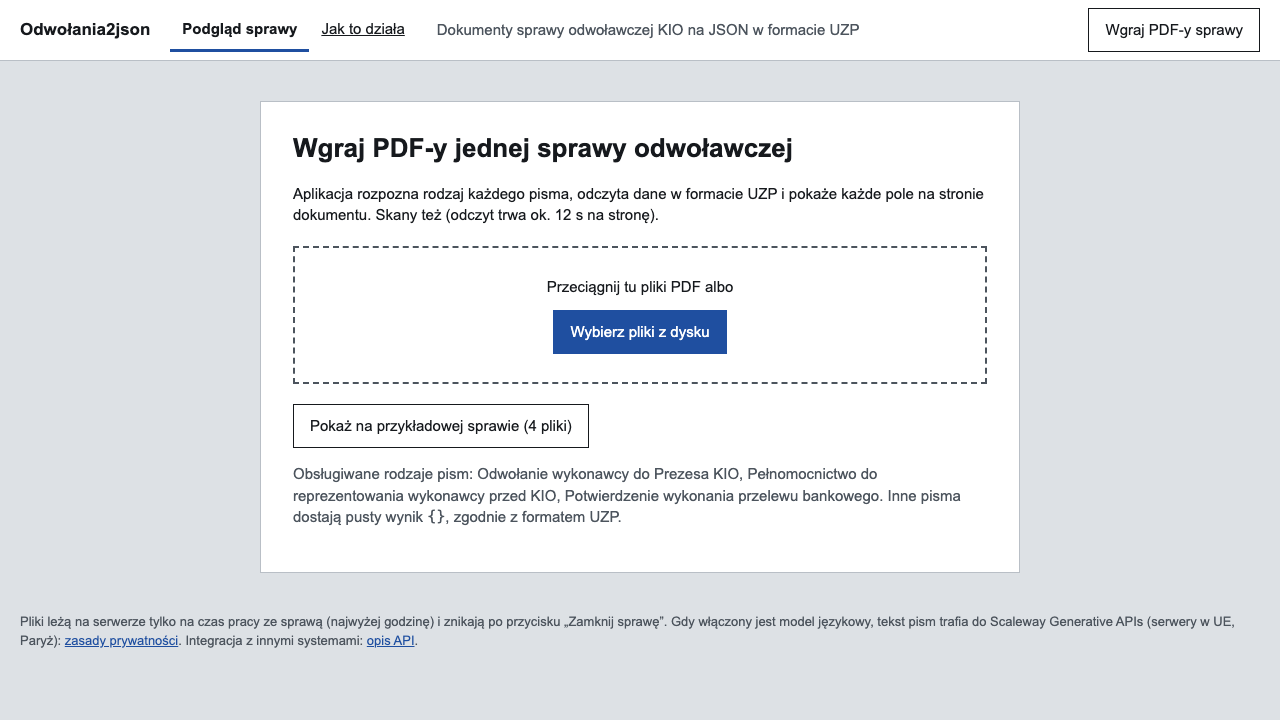 Odwołania2json
Podgląd sprawy
Jak to działa
Dokumenty sprawy odwoławczej KIO na JSON w formacie UZP
Wgraj PDF-y sprawy
Wgraj PDF-y jednej sprawy odwoławczej
Aplikacja rozpozna rodzaj każdego pisma, odczyta dane w formacie UZP i pokaże każde pole na stronie
dokumentu. Skany też (odczyt trwa ok. 12 s na stronę).
Przeciągnij tu pliki PDF albo
Wybierz pliki z dysku
Pokaż na przykładowej sprawie (4 pliki)
Obsługiwane rodzaje pism: Odwołanie wykonawcy do Prezesa KIO, Pełnomocnictwo do
reprezentowania wykonawcy przed KIO, Potwierdzenie wykonania przelewu bankowego. Inne pisma
dostają pusty wynik {}, zgodnie z formatem UZP.
Pliki leżą na serwerze tylko na czas pracy ze sprawą (najwyżej godzinę) i znikają po przycisku „Zamknij sprawę”. Gdy włączony jest model językowy, tekst pism trafia do Scaleway Generative APIs (serwery w UE,
Paryż): zasady prywatności. Integracja z innymi systemami: opis API.